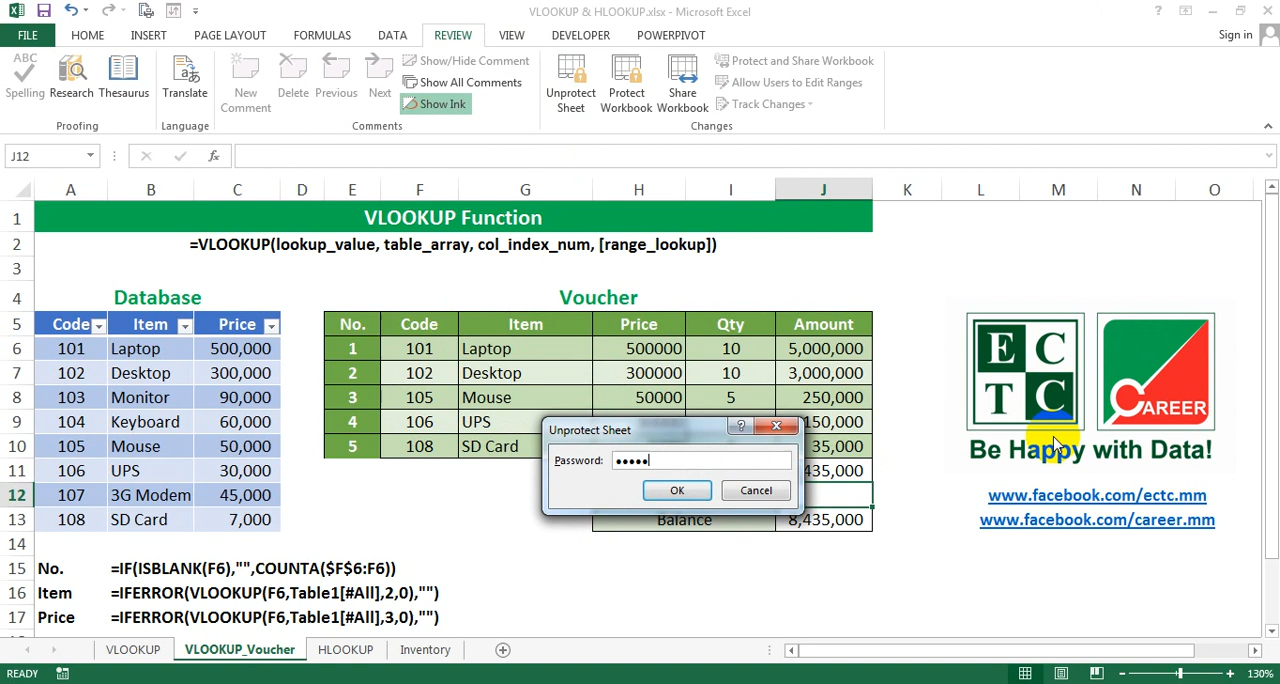 VLOOKUP & HLOOKUP.xlsx - Microsoft Excel
?
FILE HOME INSERT PAGE LAYOUT FORMULAS DATA REVIEW VIEW DEVELOPER POWERPIVOT Sign in
ABC Spelling Research Thesaurus Translate New Comment Delete Previous Next
Show/Hide Comment
Show All Comments
Show Ink
Unprotect Sheet Protect Workbook Share Workbook
Protect and Share Workbook
Allow Users to Edit Ranges
Track Changes
Proofing Language Comments Changes
J12 fx
A B C D E F G H I J K L M N O
1 VLOOKUP Function
2 =VLOOKUP(lookup_value, table_array, col_index_num, [range_lookup])
3
4 Database Voucher
5 Code Item Price No. Code Item Price Qty Amount
6 101 Laptop 500,000 1 101 Laptop 500000 10 5,000,000
7 102 Desktop 300,000 2 102 Desktop 300000 10 3,000,000
8 103 Monitor 90,000 3 105 Mouse 50000 5 250,000
9 104 Keyboard 60,000 4 106 UPS 150,000
10 105 Mouse 50,000 5 108 SD Card 35,000
11 106 UPS 30,000 435,000
12 107 3G Modem 45,000
13 108 SD Card 7,000 Balance 8,435,000
14
15 No. =IF(ISBLANK(F6),"",COUNTA($F$6:F6))
16 Item =IFERROR(VLOOKUP(F6,Table1[#All],2,0),"")
17 Price =IFERROR(VLOOKUP(F6,Table1[#All],3,0),"")
Unprotect Sheet ?
Password: •••••
OK Cancel
E C
T C
CAREER
Be Happy with Data!
www.facebook.com/ectc.mm
www.facebook.com/career.mm
VLOOKUP VLOOKUP_Voucher HLOOKUP Inventory
READY 130%